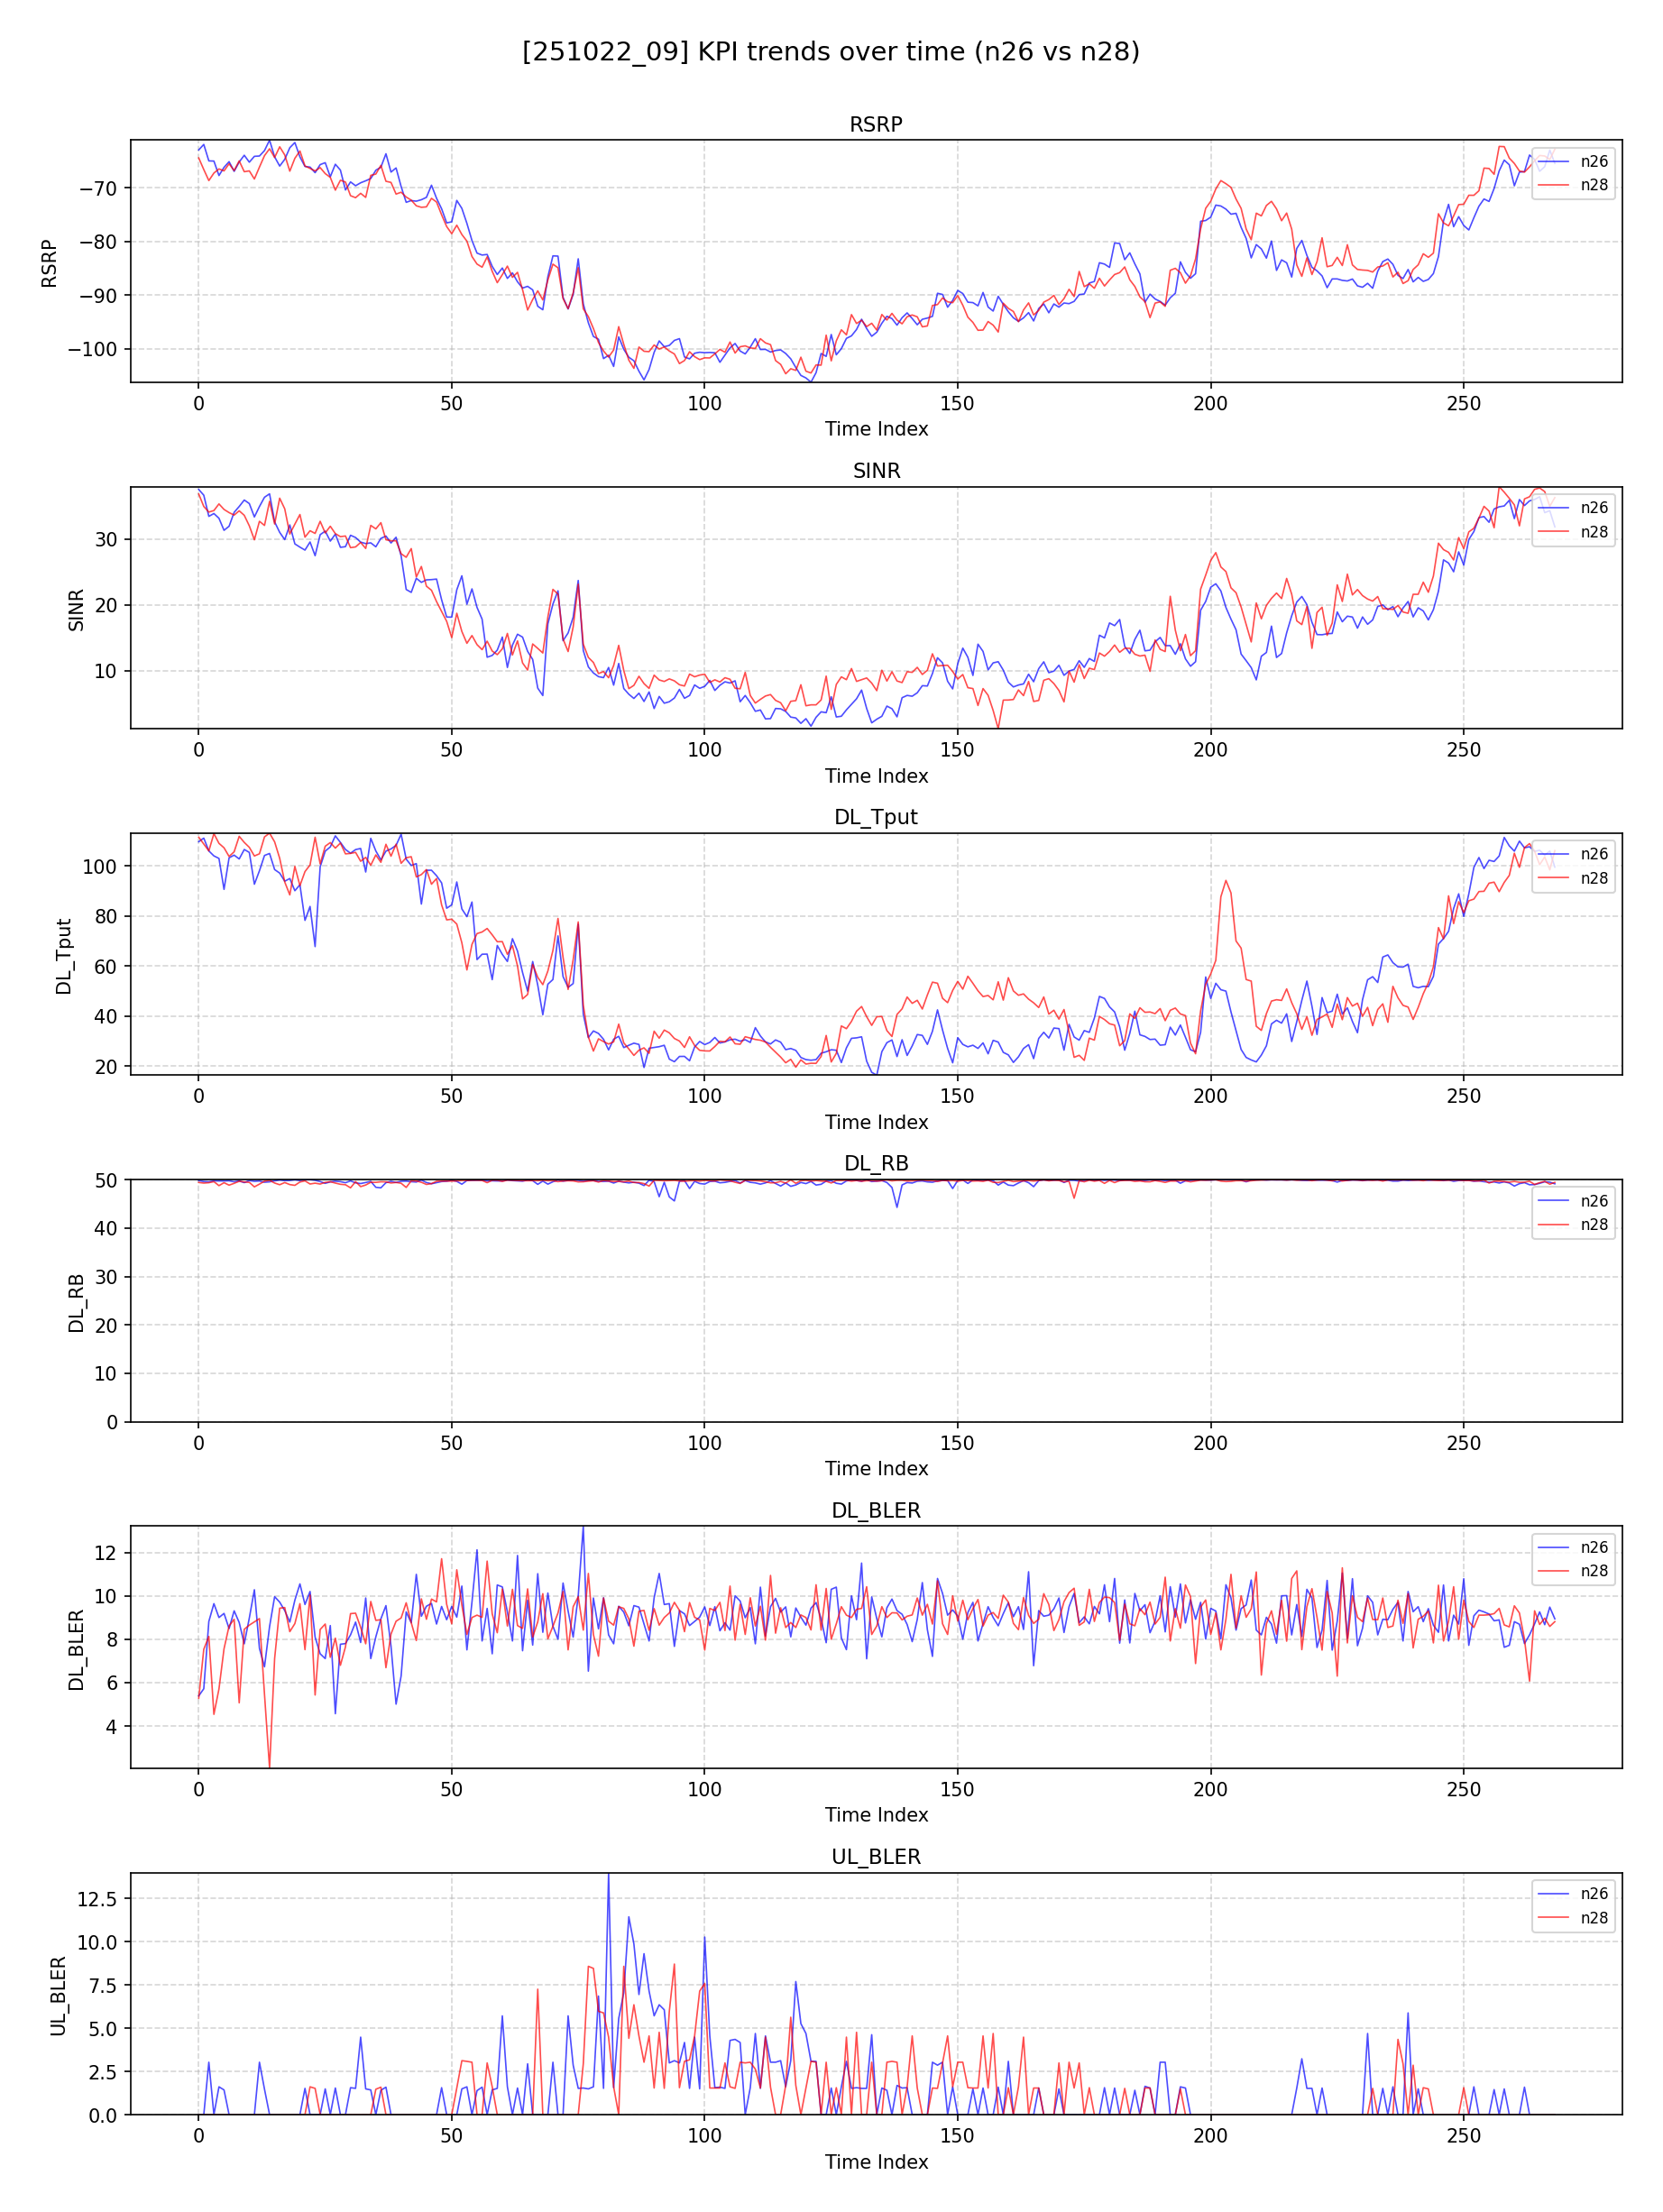 [251022_09] KPI trends over time (n26 vs n28)
RSRP
−70
−80
−90
−100
RSRP
n26
n28
0 50 100 150 200 250
Time Index
SINR
30
20
10
SINR
n26
n28
0 50 100 150 200 250
Time Index
DL_Tput
100
80
60
40
20
DL_Tput
n26
n28
0 50 100 150 200 250
Time Index
DL_RB
50
40
30
20
10
0
DL_RB
n26
n28
0 50 100 150 200 250
Time Index
DL_BLER
12
10
8
6
4
DL_BLER
n26
n28
0 50 100 150 200 250
Time Index
UL_BLER
12.5
10.0
7.5
5.0
2.5
0.0
UL_BLER
n26
n28
0 50 100 150 200 250
Time Index